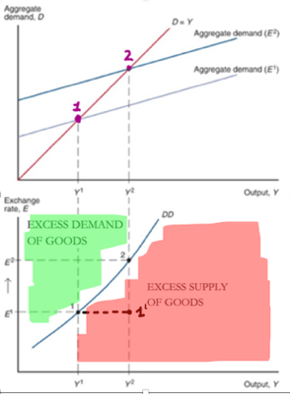 Aggregate
demand, D
D = Y
Aggregate demand (E²)
2
Aggregate demand (E¹)
1
Y¹ Y² Output, Y
Exchange
rate, E
DD
EXCESS DEMAND
OF GOODS
E² 2
EXCESS SUPPLY
OF GOODS
E¹ 1 1'
Y¹ Y² Output, Y